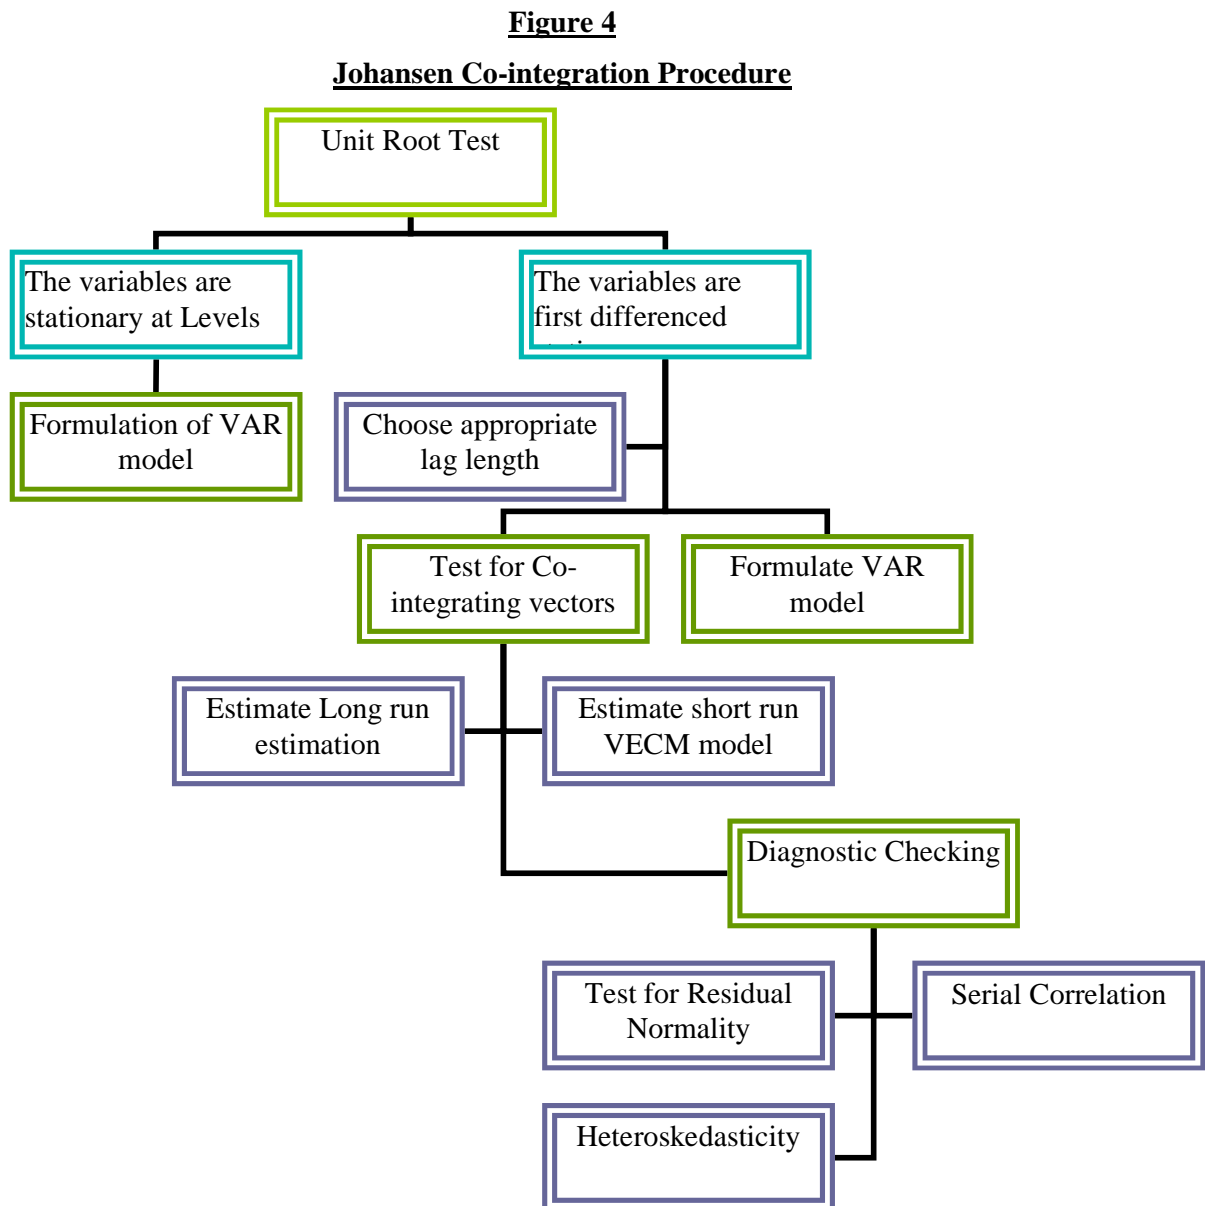 Figure 4
Johansen Co-integration Procedure
Unit Root Test
The variables are
stationary at Levels
The variables are
first differenced
Formulation of VAR
model
Choose appropriate
lag length
Test for Co-
integrating vectors
Formulate VAR
model
Estimate Long run
estimation
Estimate short run
VECM model
Diagnostic Checking
Test for Residual
Normality
Serial Correlation
Heteroskedasticity